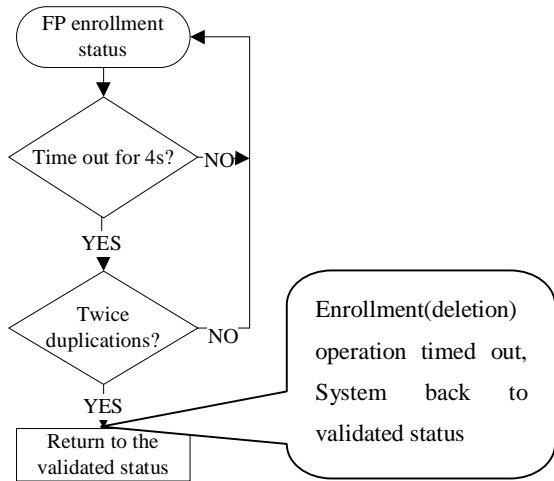 FP enrollment
status
Time out for 4s?
NO
YES
Twice
duplications?
NO
YES
Return to the
validated status
Enrollment(deletion)
operation timed out,
System back to
validated status